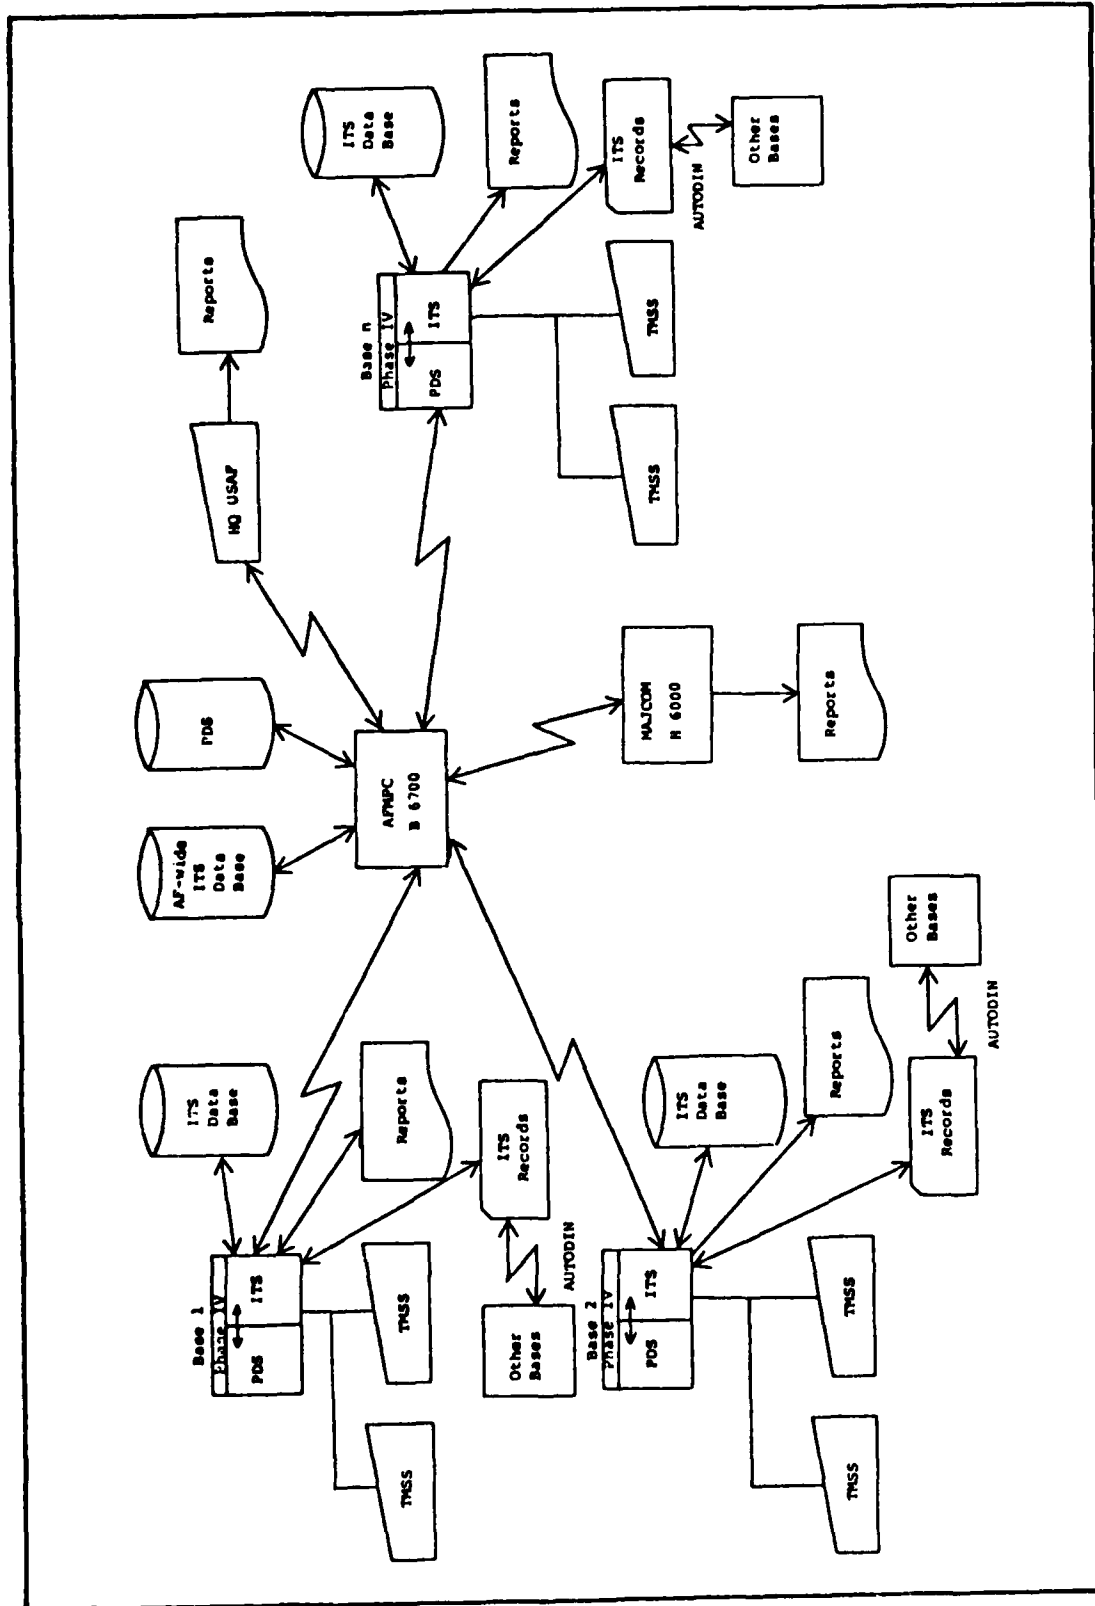 AF-wide
ITS
Data
Base
PDS
HQ USAF
Reports
AFMPC
B 6700
MAJCOM
H 6000
Reports
Base 1
Phase IV
PDS
ITS
ITS
Data
Base
Reports
ITS
Records
AUTODIN
Other
Bases
TMSS
TMSS
Base 2
Phase IV
PDS
ITS
ITS
Data
Base
Reports
ITS
Records
AUTODIN
Other
Bases
TMSS
TMSS
Base n
Phase IV
PDS
ITS
ITS
Data
Base
Reports
ITS
Records
AUTODIN
Other
Bases
TMSS
TMSS